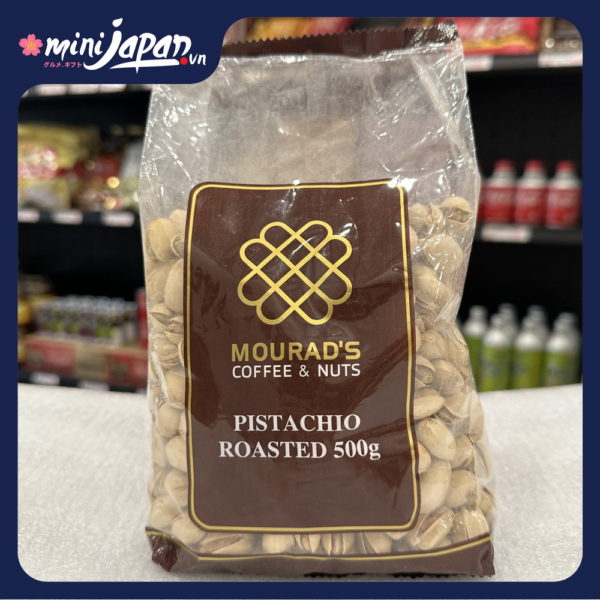 minijapan.vn
グルメ.ギフト
MOURAD'S
COFFEE & NUTS
PISTACHIO
ROASTED 500g